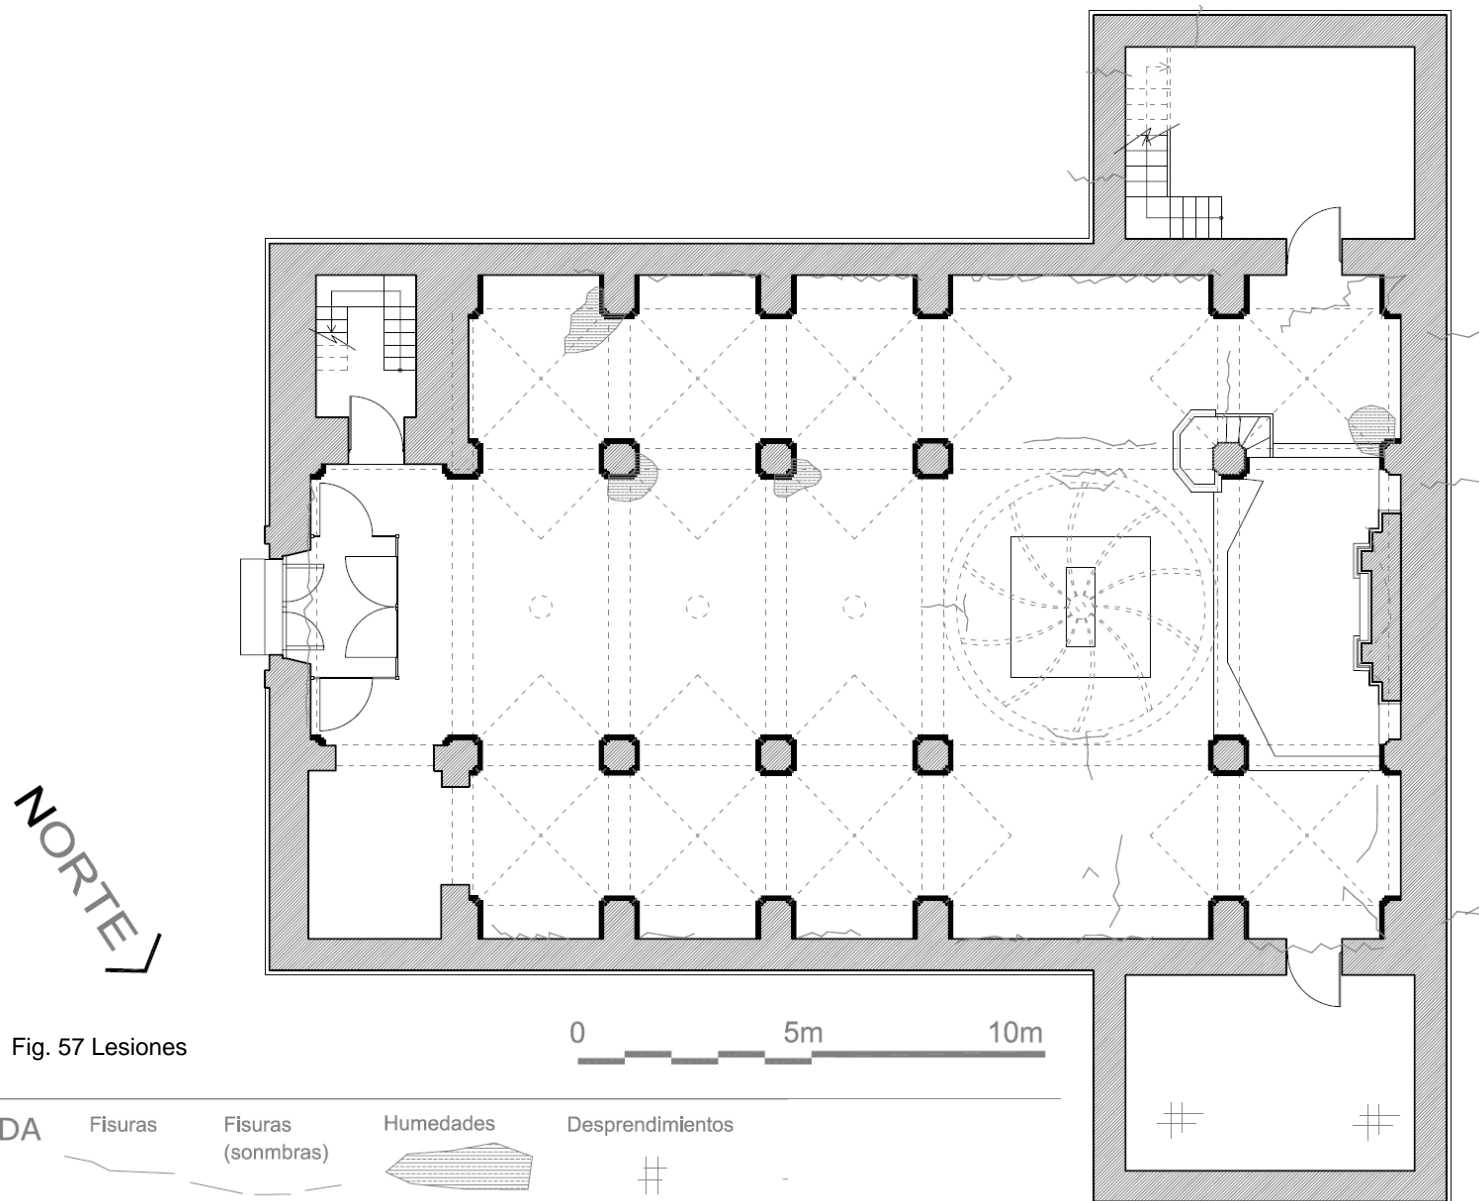 NORTE
Fig. 57 Lesiones
0 5m 10m
DA Fisuras Fisuras Humedades Desprendimientos
(sonmbras)